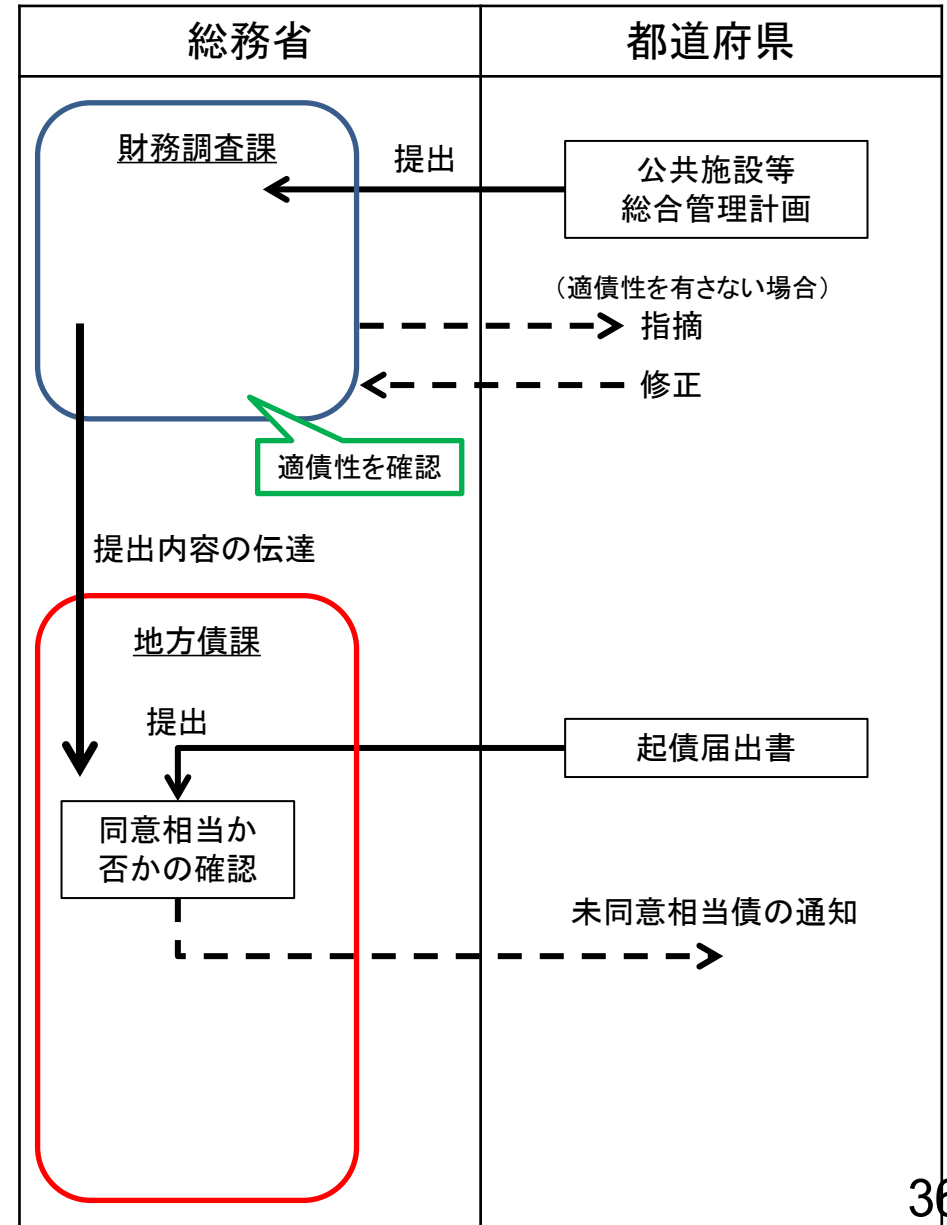 総務省
都道府県
財務調査課
提出
公共施設等
総合管理計画
（適債性を有さない場合）
指摘
修正
適債性を確認
提出内容の伝達
地方債課
提出
起債届出書
同意相当か
否かの確認
未同意相当債の通知
36